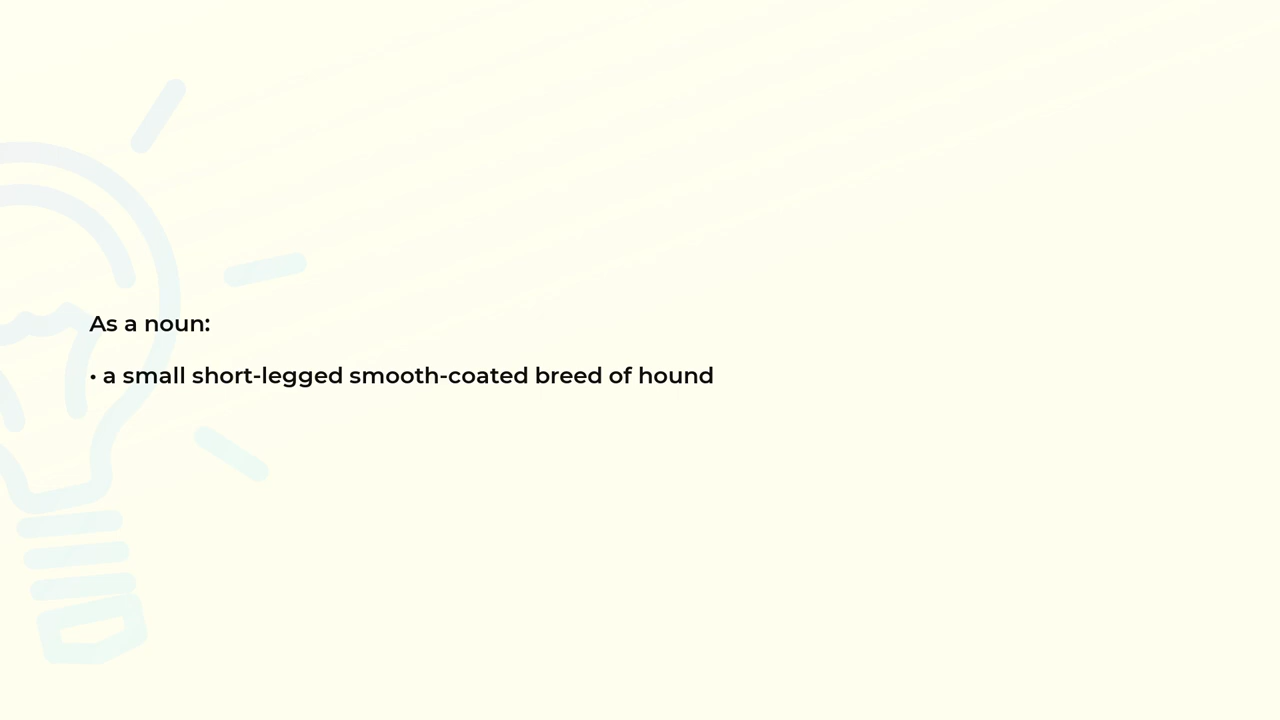 As a noun:
• a small short-legged smooth-coated breed of hound